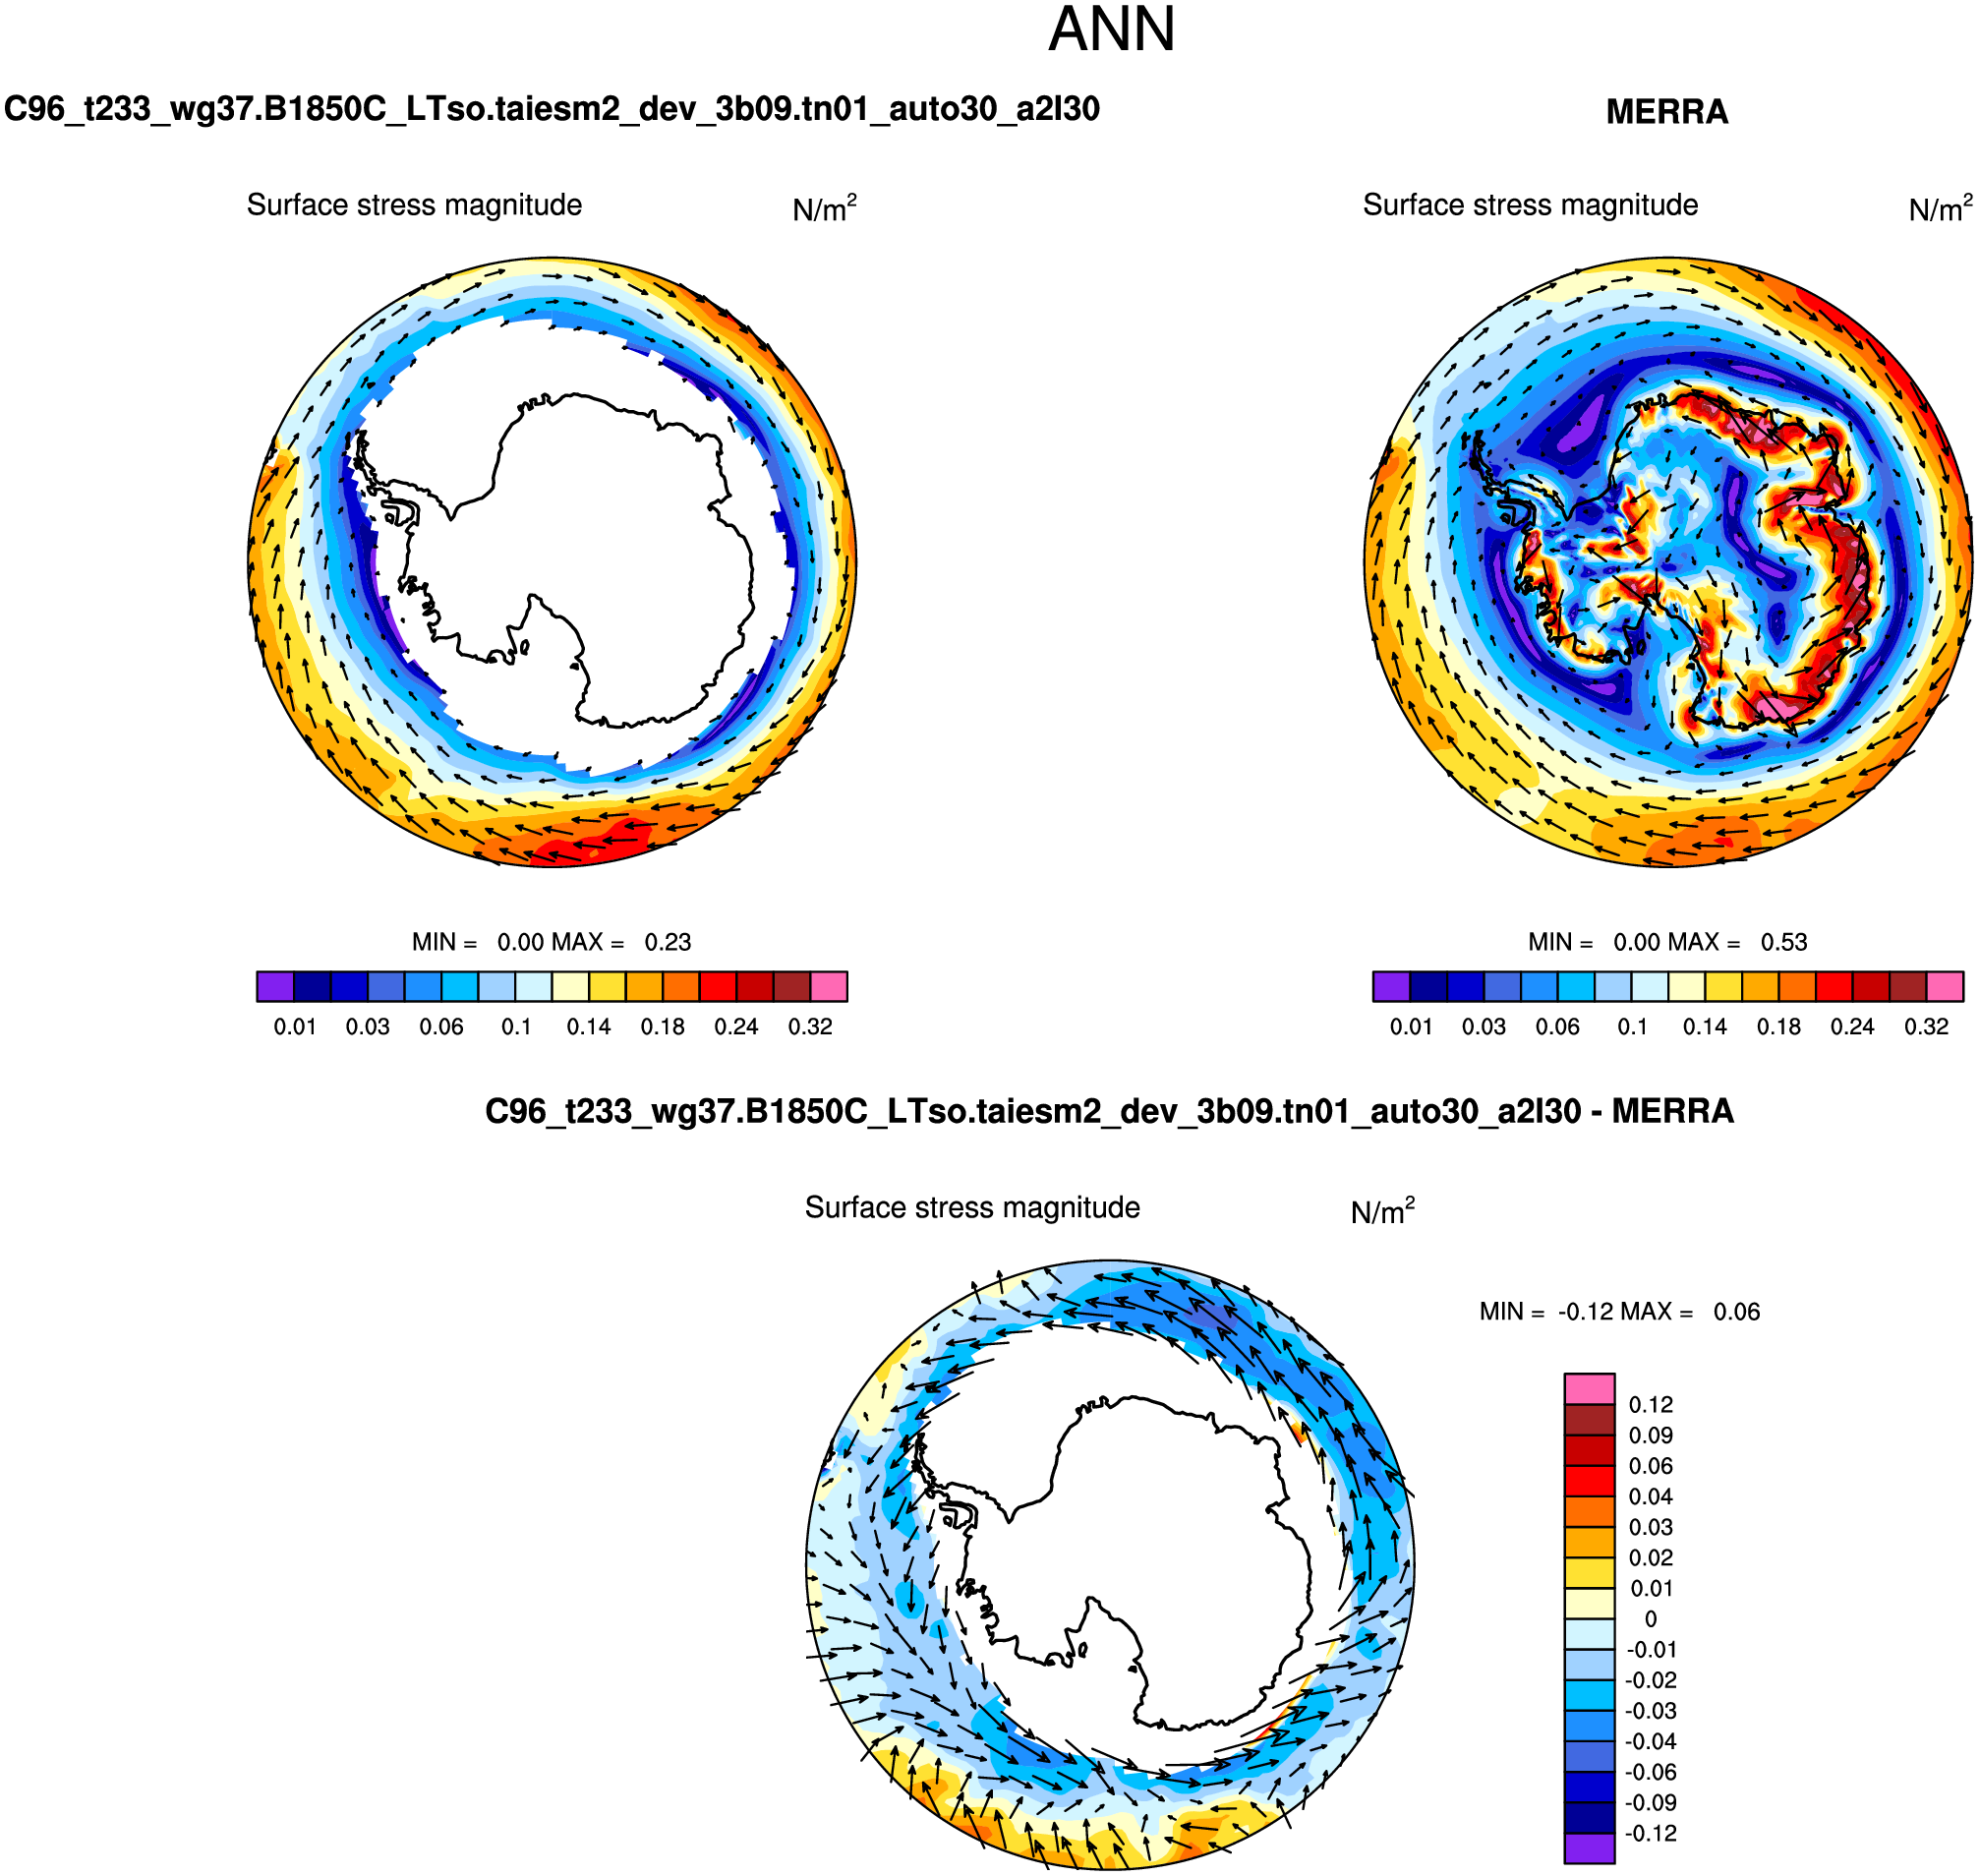 ANN
C96_t233_wg37.B1850C_LTso.taiesm2_dev_3b09.tn01_auto30_a2l30
MERRA
Surface stress magnitude N/m2
Surface stress magnitude N/m2
MIN = 0.00 MAX = 0.23
MIN = 0.00 MAX = 0.53
0.01 0.03 0.06 0.1 0.14 0.18 0.24 0.32
0.01 0.03 0.06 0.1 0.14 0.18 0.24 0.32
C96_t233_wg37.B1850C_LTso.taiesm2_dev_3b09.tn01_auto30_a2l30 - MERRA
Surface stress magnitude N/m2
MIN = -0.12 MAX = 0.06
0.12
0.09
0.06
0.04
0.03
0.02
0.01
0
-0.01
-0.02
-0.03
-0.04
-0.06
-0.09
-0.12